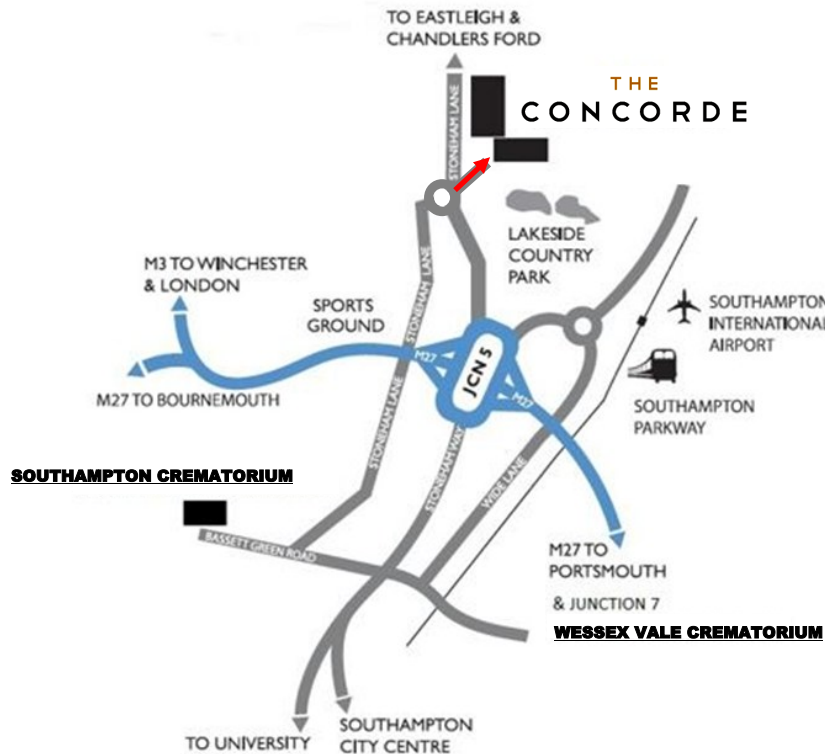 TO EASTLEIGH &
CHANDLERS FORD
THE
CONCORDE
STONEHAM LANE
LAKESIDE
COUNTRY
PARK
M3 TO WINCHESTER
& LONDON
SPORTS
GROUND
STONEHAM LANE
SOUTHAMPTON
INTERNATIONAL
AIRPORT
M27
JCN 5
M27
M27 TO BOURNEMOUTH
SOUTHAMPTON
PARKWAY
STONEHAM LANE
STONEHAM WAY
WIDE LANE
SOUTHAMPTON CREMATORIUM
BASSETT GREEN ROAD
M27 TO
PORTSMOUTH
& JUNCTION 7
WESSEX VALE CREMATORIUM
TO UNIVERSITY
SOUTHAMPTON
CITY CENTRE